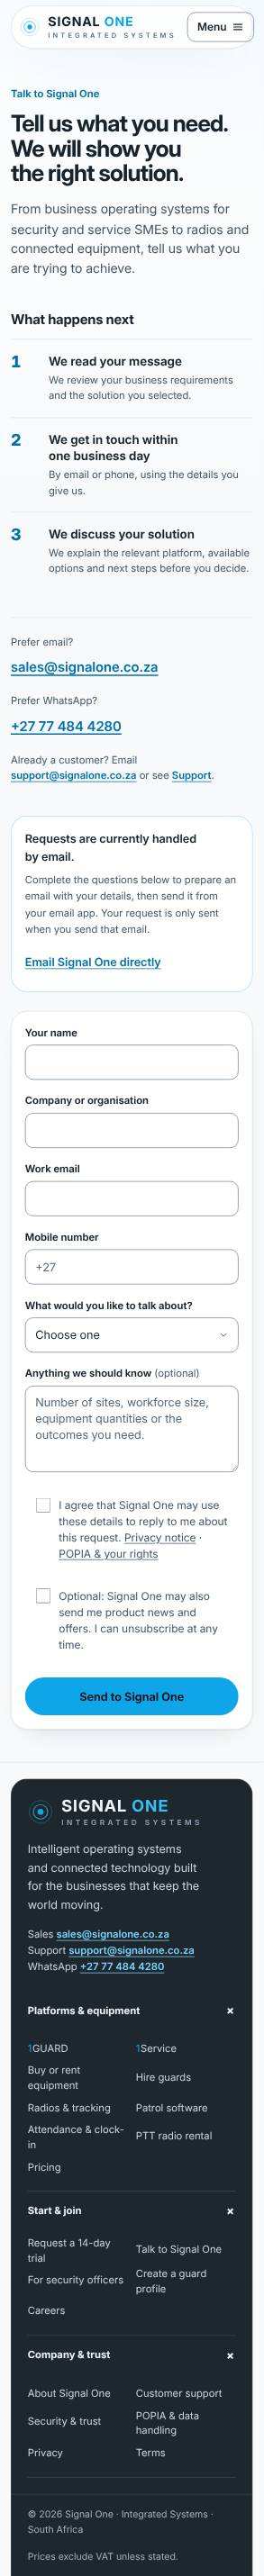 SIGNAL ONE
INTEGRATED SYSTEMS
Menu
Talk to Signal One
Tell us what you need.
We will show you
the right solution.
From business operating systems for
security and service SMEs to radios and
connected equipment, tell us what you
are trying to achieve.
What happens next
1
We read your message
We review your business requirements
and the solution you selected.
2
We get in touch within
one business day
By email or phone, using the details you
give us.
3
We discuss your solution
We explain the relevant platform, available
options and next steps before you decide.
Prefer email?
sales@signalone.co.za
Prefer WhatsApp?
+27 77 484 4280
Already a customer? Email
support@signalone.co.za or see Support.
Requests are currently handled
by email.
Complete the questions below to prepare an
email with your details, then send it from
your email app. Your request is only sent
when you send that email.
Email Signal One directly
Your name
Company or organisation
Work email
Mobile number
+27
What would you like to talk about?
Choose one
Anything we should know (optional)
Number of sites, workforce size,
equipment quantities or the
outcomes you need.
I agree that Signal One may use
these details to reply to me about
this request. Privacy notice ·
POPIA & your rights
Optional: Signal One may also
send me product news and
offers. I can unsubscribe at any
time.
Send to Signal One
SIGNAL ONE
INTEGRATED SYSTEMS
Intelligent operating systems
and connected technology built
for the businesses that keep the
world moving.
Sales sales@signalone.co.za
Support support@signalone.co.za
WhatsApp +27 77 484 4280
Platforms & equipment ×
1GUARD
1Service
Buy or rent
equipment
Hire guards
Radios & tracking
Patrol software
Attendance & clock-
in
PTT radio rental
Pricing
Start & join ×
Request a 14-day
trial
Talk to Signal One
For security officers
Create a guard
profile
Careers
Company & trust ×
About Signal One
Customer support
Security & trust
POPIA & data
handling
Privacy
Terms
© 2026 Signal One · Integrated Systems ·
South Africa
Prices exclude VAT unless stated.